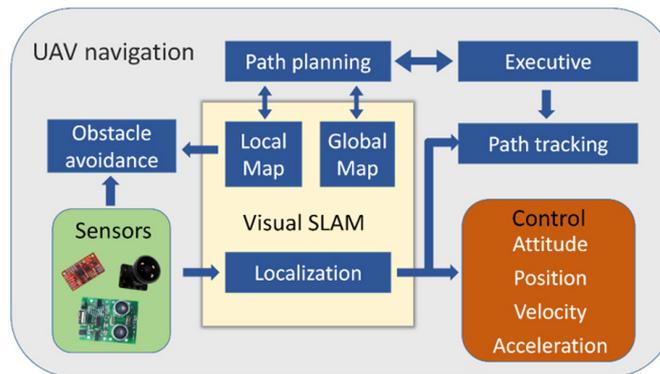 UAV navigation
Path planning
Executive
Obstacle
avoidance
Local
Map
Global
Map
Path tracking
Sensors
Visual SLAM
Localization
Control
Attitude
Position
Velocity
Acceleration